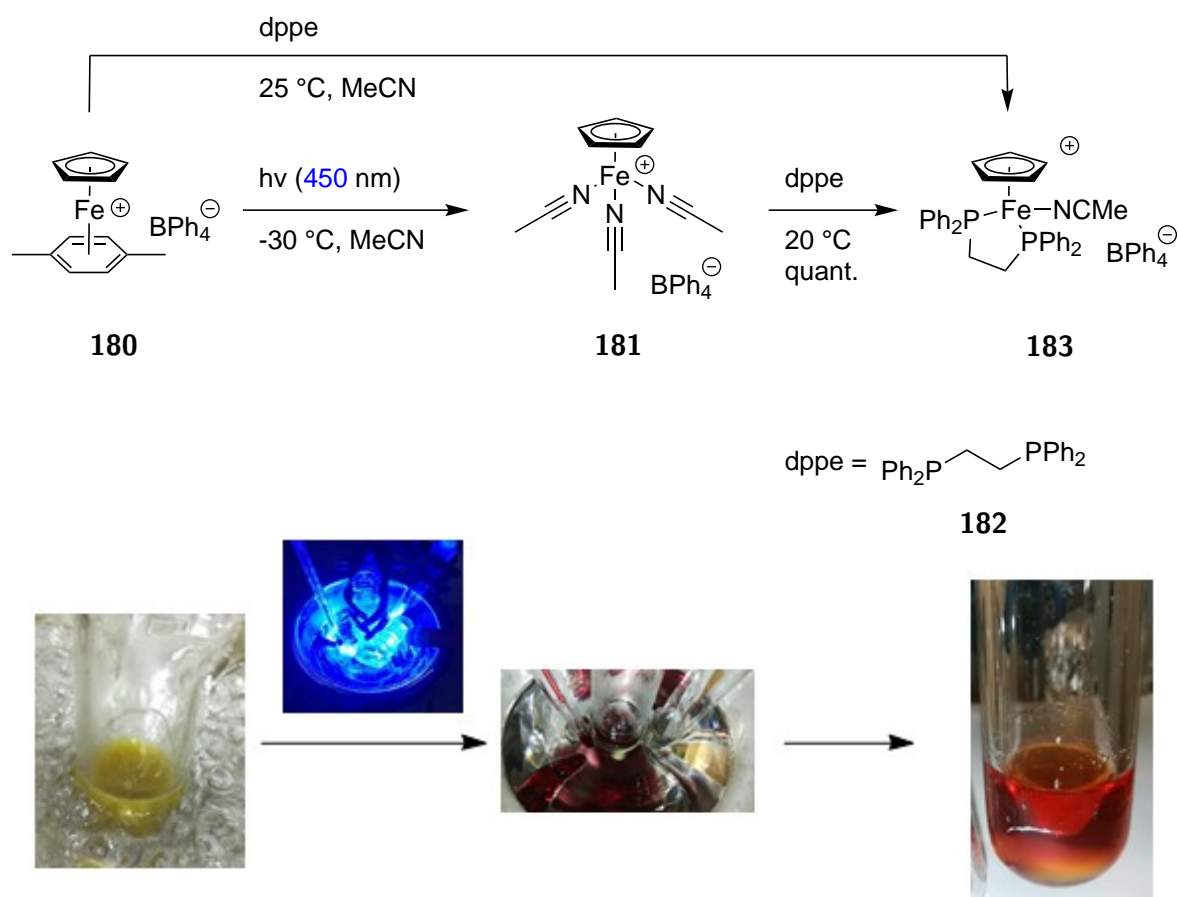 dppe
25 °C, MeCN
Fe ⊕
BPh4 ⊖
hv (450 nm)
-30 °C, MeCN
Fe ⊕
N N N
BPh4 ⊖
dppe
20 °C
quant.
⊕
Ph2P Fe NCMe
PPh2
BPh4 ⊖
180
181
183
dppe = Ph2P PPh2
182